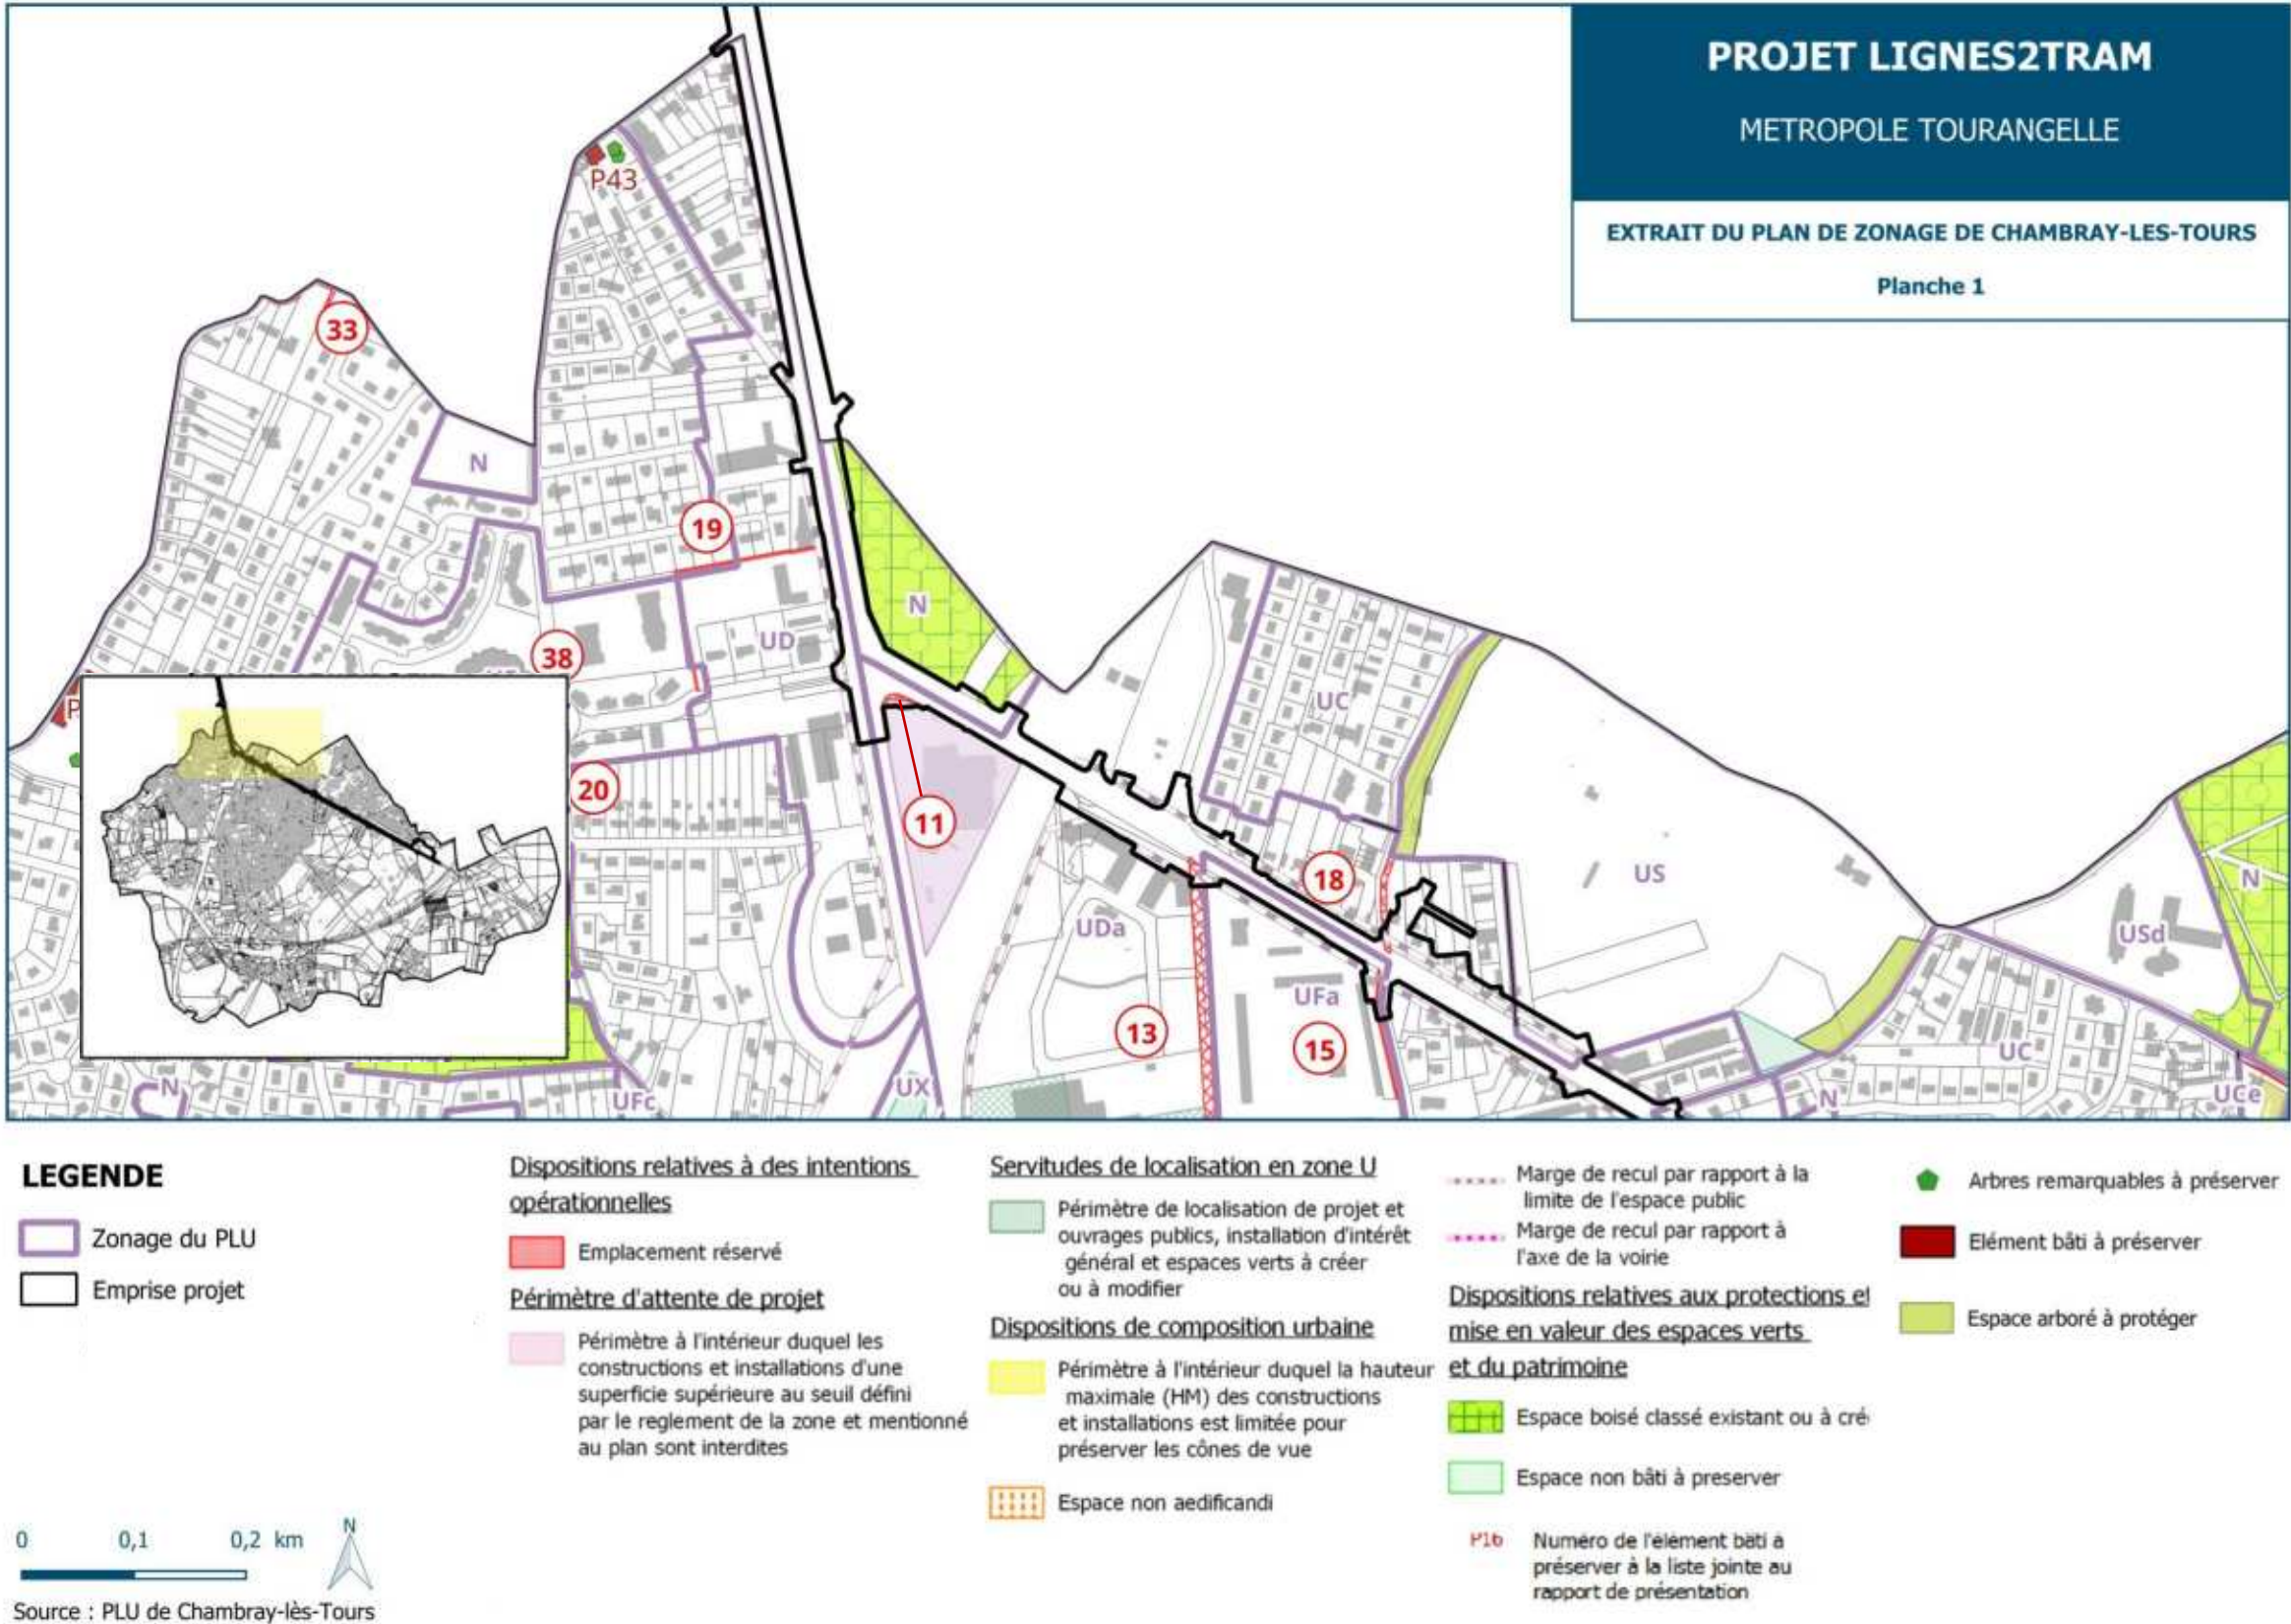 PROJET LIGNES2TRAM
METROPOLE TOURANGELLE
EXTRAIT DU PLAN DE ZONAGE DE CHAMBRAY-LES-TOURS
Planche 1
P43
33
N
19
N
UD
38
UC
P
20
11
18
US
N
USd
UDa
UFa
13
15
UC
UX
N
UFc
N
UCe
LEGENDE
Zonage du PLU
Emprise projet
Dispositions relatives à des intentions
opérationnelles
Emplacement réservé
Périmètre d'attente de projet
Périmètre à l'intérieur duquel les
constructions et installations d'une
superficie supérieure au seuil défini
par le reglement de la zone et mentionné
au plan sont interdites
Servitudes de localisation en zone U
Périmètre de localisation de projet et
ouvrages publics, installation d'intérêt
général et espaces verts à créer
ou à modifier
Dispositions de composition urbaine
Périmètre à l'intérieur duquel la hauteur
maximale (HM) des constructions
et installations est limitée pour
préserver les cônes de vue
Espace non aedificandi
Marge de recul par rapport à la
limite de l'espace public
Marge de recul par rapport à
l'axe de la voirie
Dispositions relatives aux protections et
mise en valeur des espaces verts
et du patrimoine
Espace boisé classé existant ou à cré
Espace non bâti à preserver
P16 Numéro de l'élément bâti à
préserver à la liste jointe au
rapport de présentation
Arbres remarquables à préserver
Elément bâti à préserver
Espace arboré à protéger
0 0,1 0,2 km
N
Source : PLU de Chambray-lès-Tours